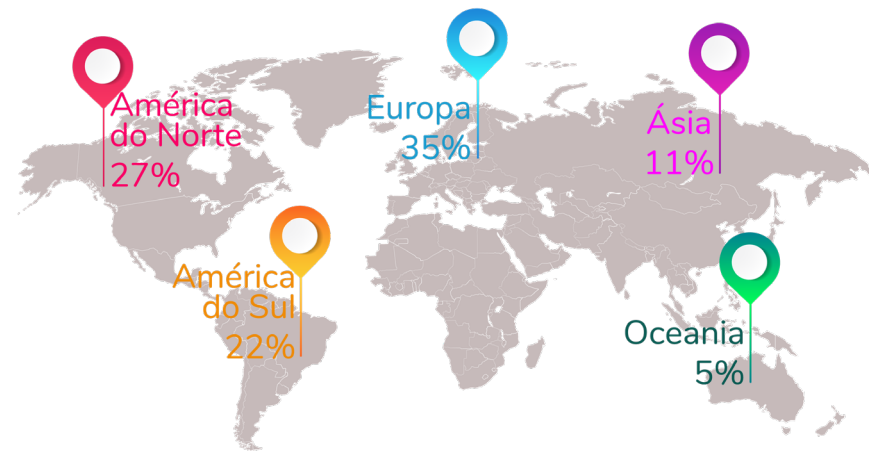 América
do Norte
27%
Europa
35%
Ásia
11%
América
do Sul
22%
Oceania
5%